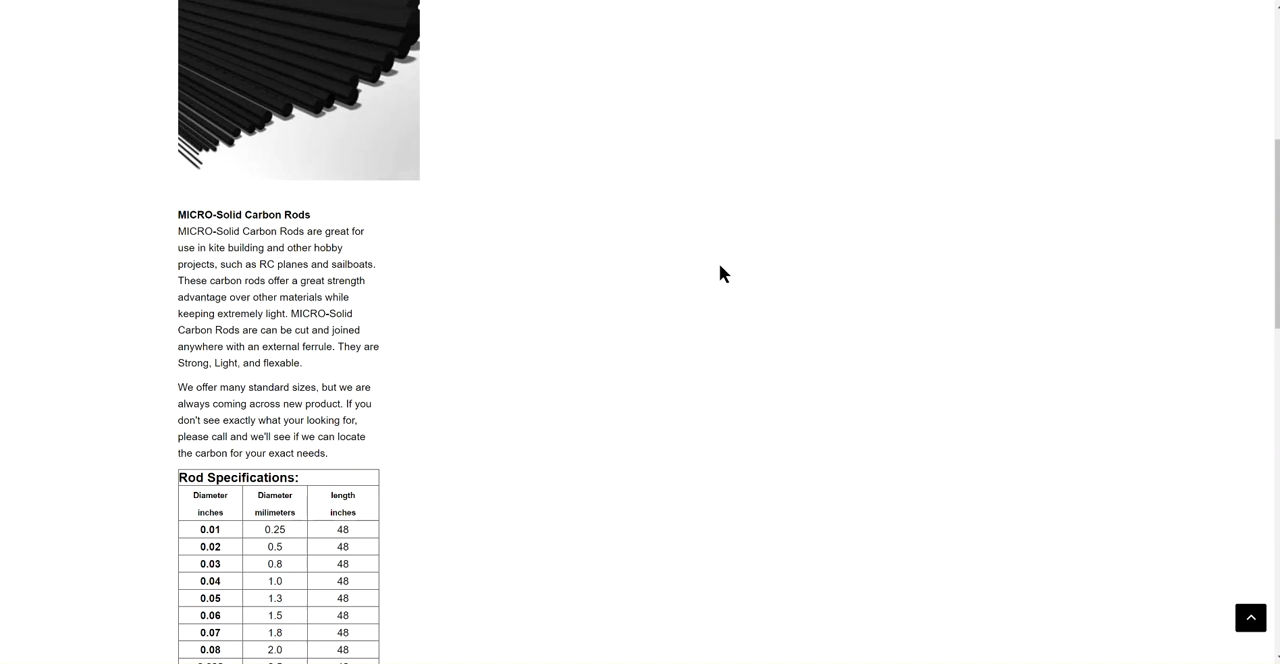 MICRO-Solid Carbon Rods
MICRO-Solid Carbon Rods are great for
use in kite building and other hobby
projects, such as RC planes and sailboats.
These carbon rods offer a great strength
advantage over other materials while
keeping extremely light. MICRO-Solid
Carbon Rods are can be cut and joined
anywhere with an external ferrule. They are
Strong, Light, and flexable.
We offer many standard sizes, but we are
always coming across new product. If you
don't see exactly what your looking for,
please call and we'll see if we can locate
the carbon for your exact needs.
Rod Specifications:
Diameter inches Diameter milimeters length inches
0.01 0.25 48
0.02 0.5 48
0.03 0.8 48
0.04 1.0 48
0.05 1.3 48
0.06 1.5 48
0.07 1.8 48
0.08 2.0 48